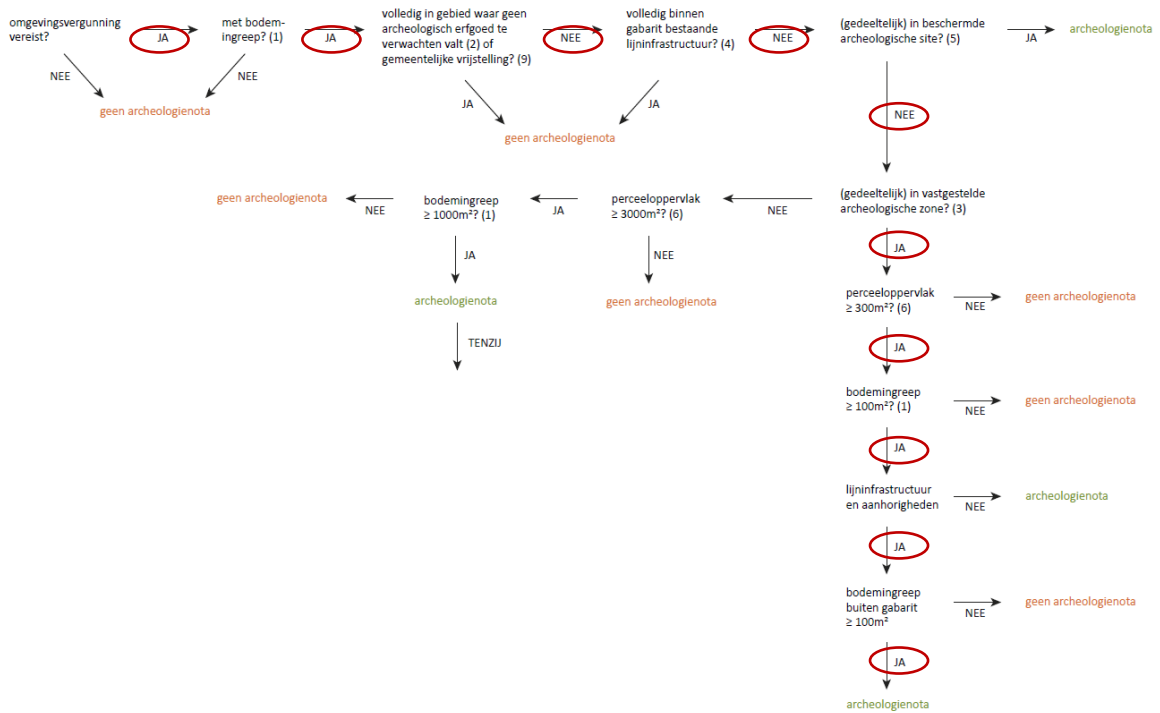 omgevingsvergunning
vereist?
JA
met bodem-
ingreep? (1)
JA
volledig in gebied waar geen
archeologisch erfgoed te
verwachten valt (2) of
gemeentelijke vrijstelling? (9)
NEE
volledig binnen
gabarit bestaande
lijninfrastructuur? (4)
NEE
(gedeeltelijk) in beschermde
archeologische site? (5)
JA
archeologienota
NEE
NEE
geen archeologienota
JA
JA
geen archeologienota
NEE
geen archeologienota
NEE
bodemingreep
≥ 1000m²? (1)
JA
perceeloppervlak
≥ 3000m²? (6)
NEE
(gedeeltelijk) in vastgestelde
archeologische zone? (3)
JA
NEE
JA
archeologienota
geen archeologienota
TENZIJ
perceeloppervlak
≥ 300m²? (6)
NEE
geen archeologienota
JA
bodemingreep
≥ 100m²? (1)
NEE
geen archeologienota
JA
lijninfrastructuur
en aanhorigheden
NEE
archeologienota
JA
bodemingreep
buiten gabarit
≥ 100m²
NEE
geen archeologienota
JA
archeologienota